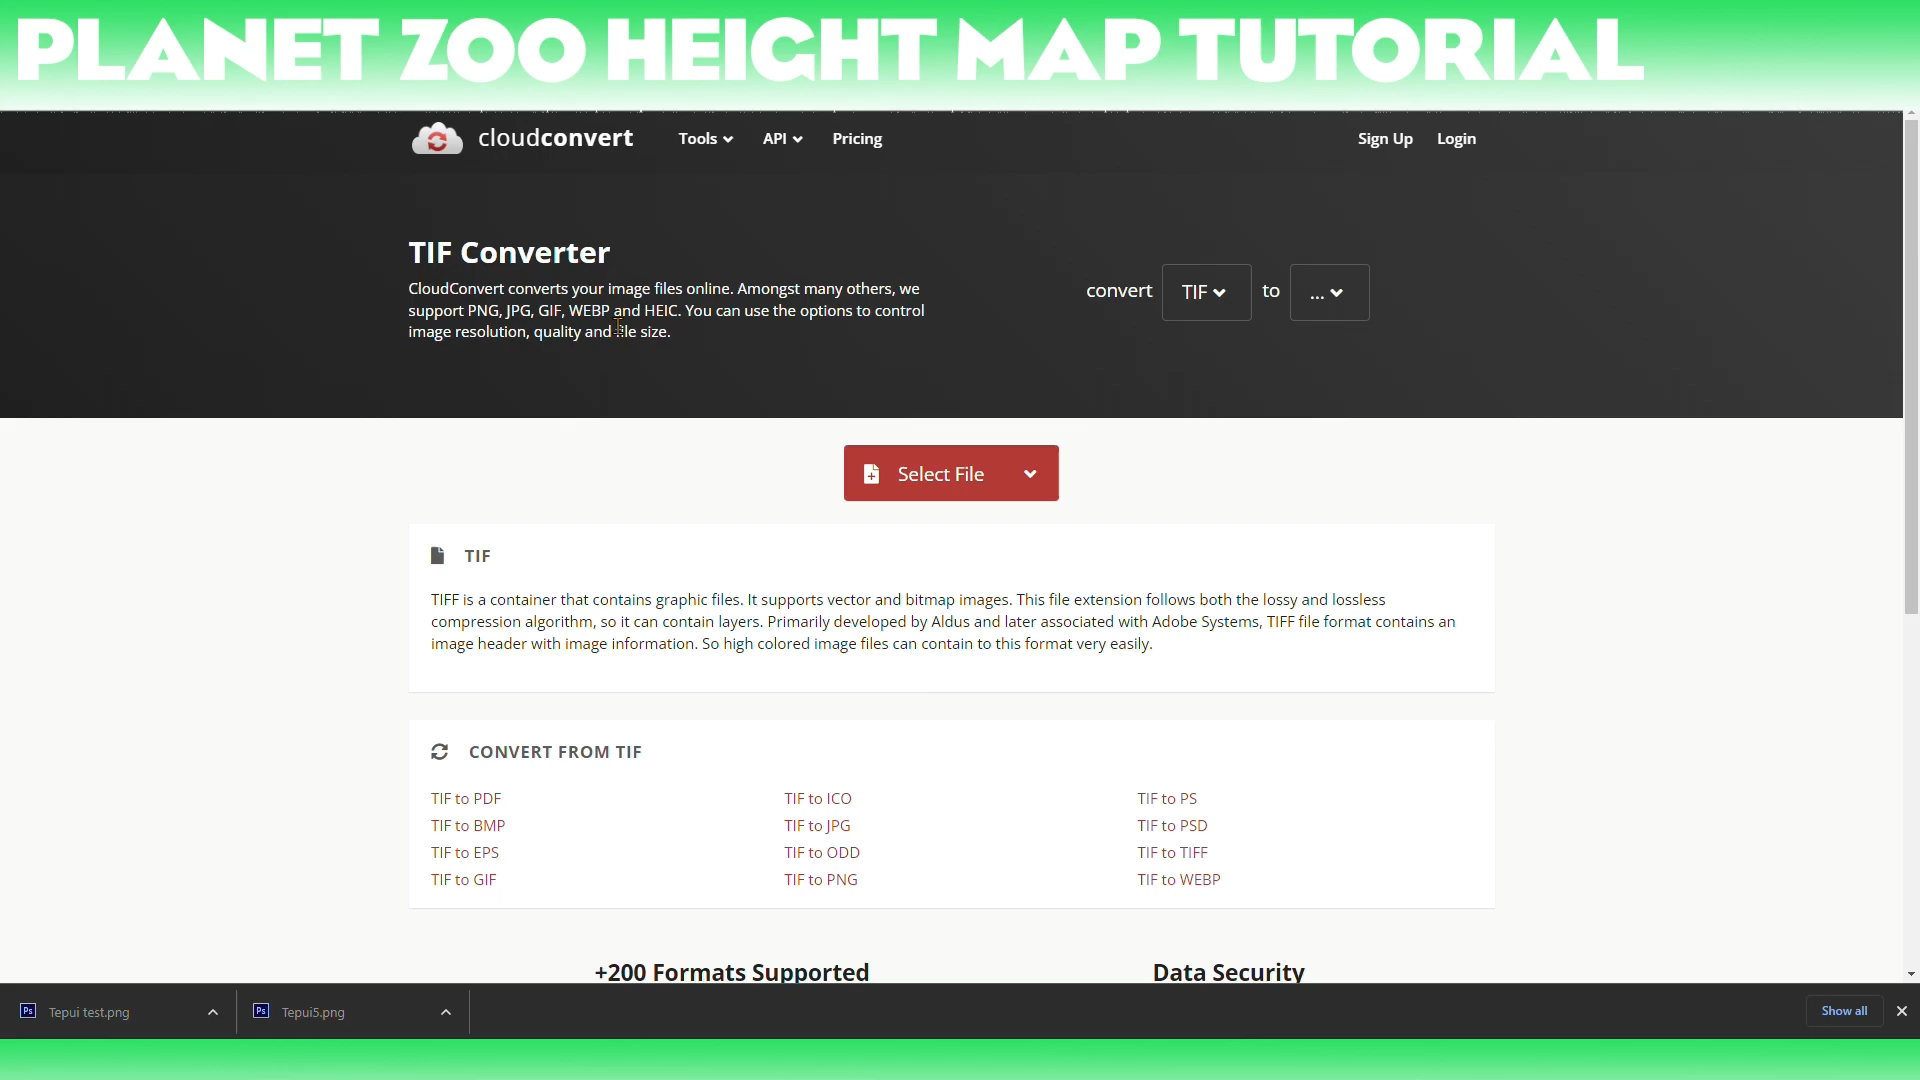 PLANET ZOO HEIGHT MAP TUTORIAL
cloudconvert Tools API Pricing Sign Up Login
TIF Converter
CloudConvert converts your image files online. Amongst many others, we
support PNG, JPG, GIF, WEBP and HEIC. You can use the options to control
image resolution, quality and file size.
convert TIF to ...
Select File
TIF
TIFF is a container that contains graphic files. It supports vector and bitmap images. This file extension follows both the lossy and lossless
compression algorithm, so it can contain layers. Primarily developed by Aldus and later associated with Adobe Systems, TIFF file format contains an
image header with image information. So high colored image files can contain to this format very easily.
CONVERT FROM TIF
TIF to PDF TIF to ICO TIF to PS
TIF to BMP TIF to JPG TIF to PSD
TIF to EPS TIF to ODD TIF to TIFF
TIF to GIF TIF to PNG TIF to WEBP
+200 Formats Supported Data Security
Ps Tepui test.png Ps Tepui5.png Show all